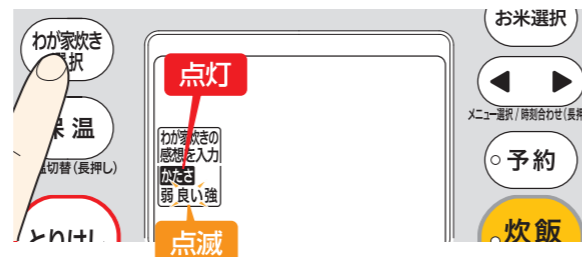 わが家炊き
選択
保温
保温切替(長押し)
とりけし
点灯
わが家炊きの
感想を入力
かたさ
弱 良い 強
点滅
お米選択
◀ ▶
メニュー選択/時刻合わせ(長押
予約
炊飯